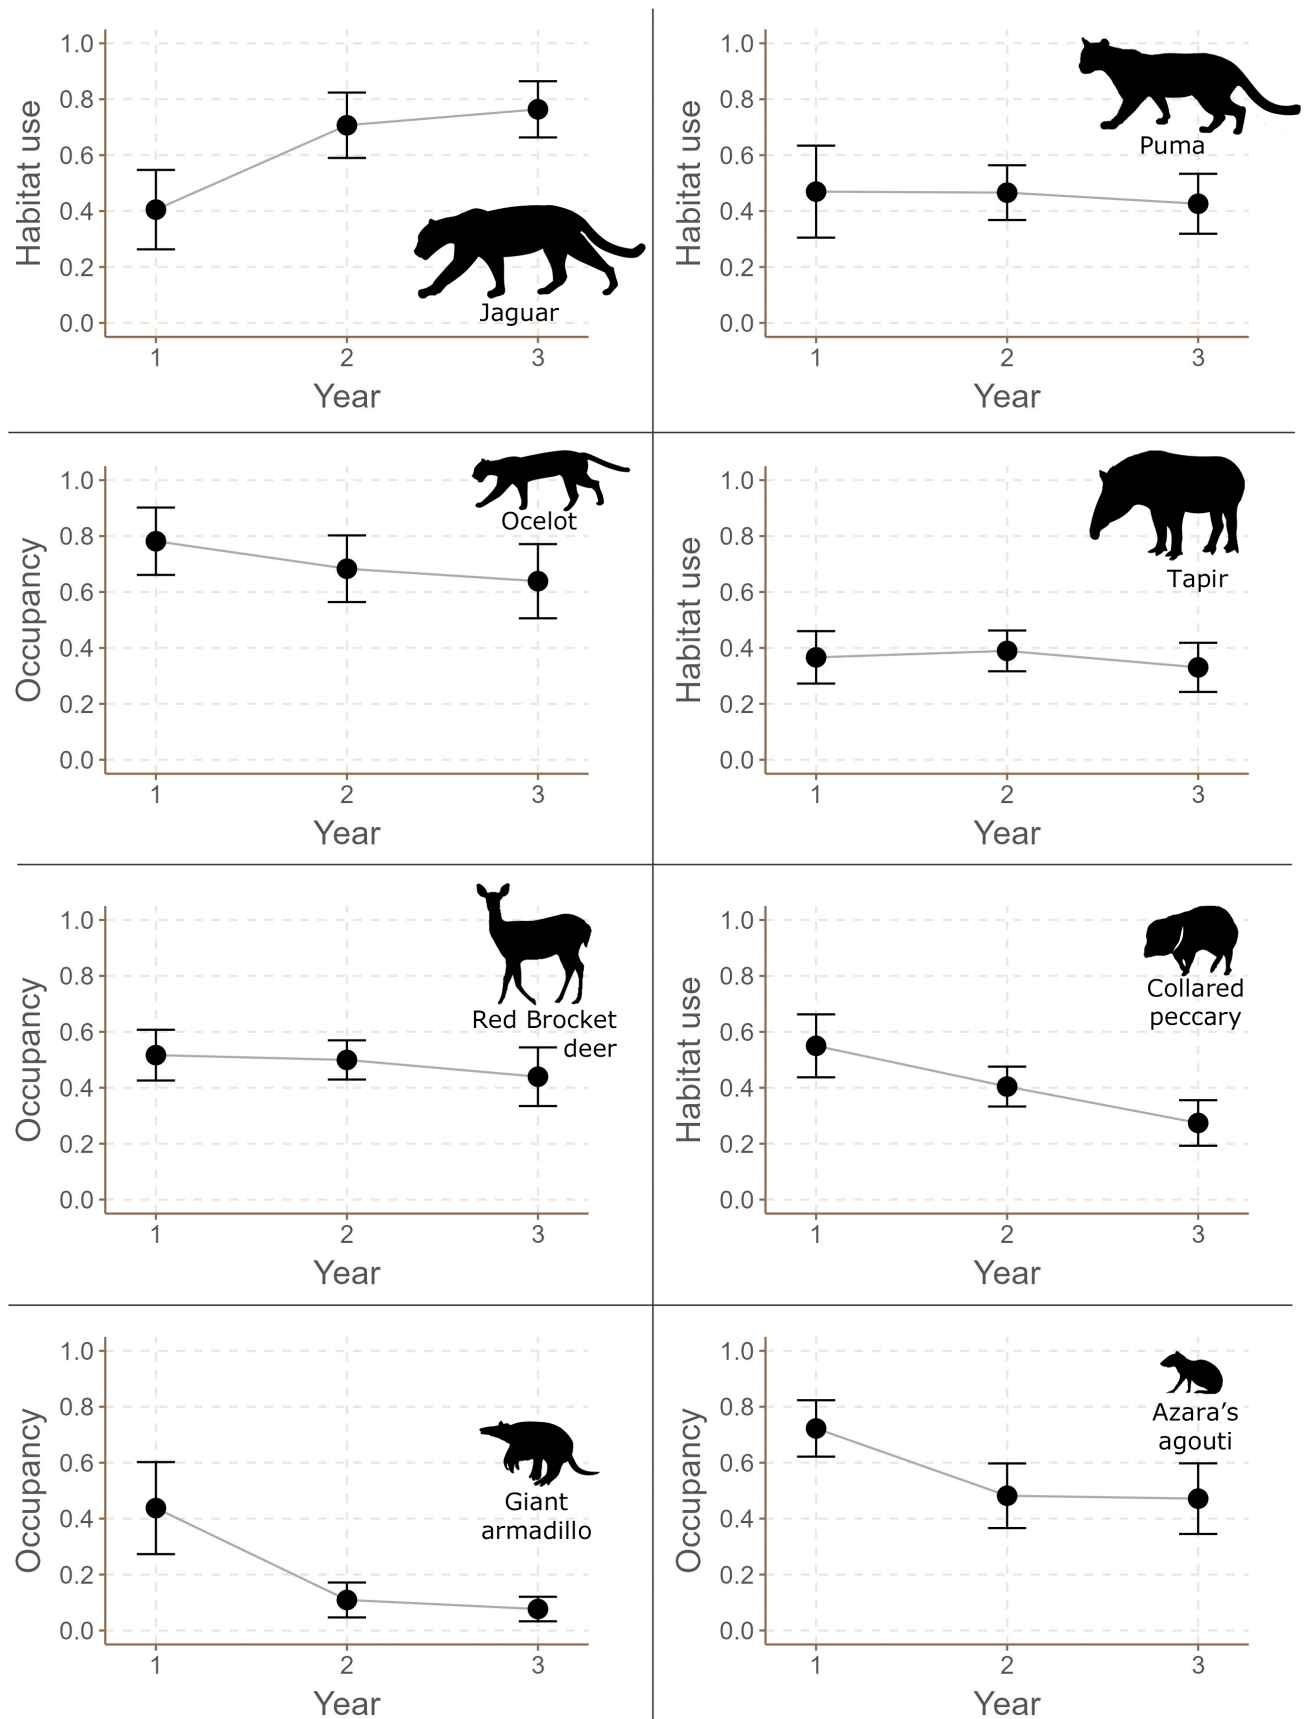 1.0
0.8
0.6
0.4
0.2
0.0
Habitat use
Jaguar
1 2 3
Year
1.0
0.8
0.6
0.4
0.2
0.0
Habitat use
Puma
1 2 3
Year
1.0
0.8
0.6
0.4
0.2
0.0
Occupancy
Ocelot
1 2 3
Year
1.0
0.8
0.6
0.4
0.2
0.0
Habitat use
Tapir
1 2 3
Year
1.0
0.8
0.6
0.4
0.2
0.0
Occupancy
Red Brocket
deer
1 2 3
Year
1.0
0.8
0.6
0.4
0.2
0.0
Habitat use
Collared
peccary
1 2 3
Year
1.0
0.8
0.6
0.4
0.2
0.0
Occupancy
Giant
armadillo
1 2 3
Year
1.0
0.8
0.6
0.4
0.2
0.0
Occupancy
Azara’s
agouti
1 2 3
Year